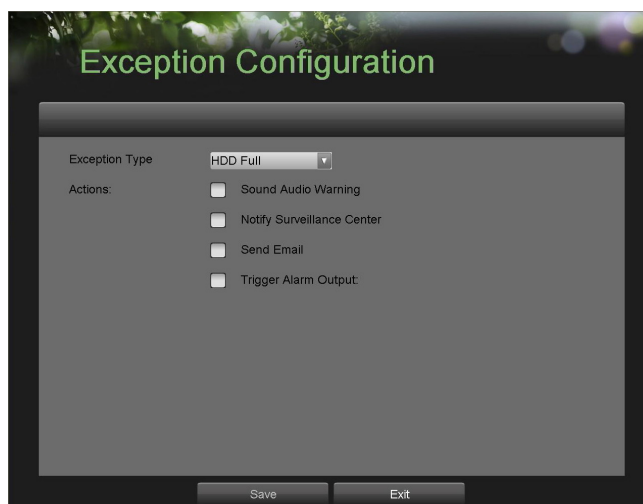 Exception Configuration
Exception Type HDD Full
Actions: Sound Audio Warning
Notify Surveillance Center
Send Email
Trigger Alarm Output:
Save Exit